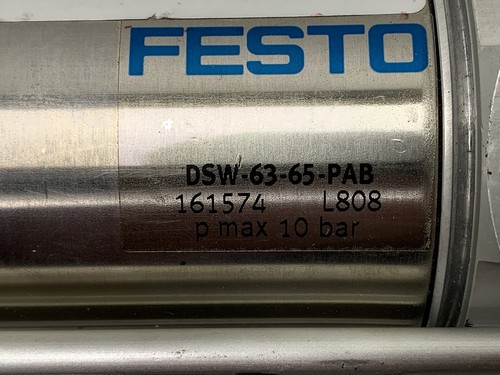 FESTO
DSW-63-65-PAB
161574 L808
p max 10 bar